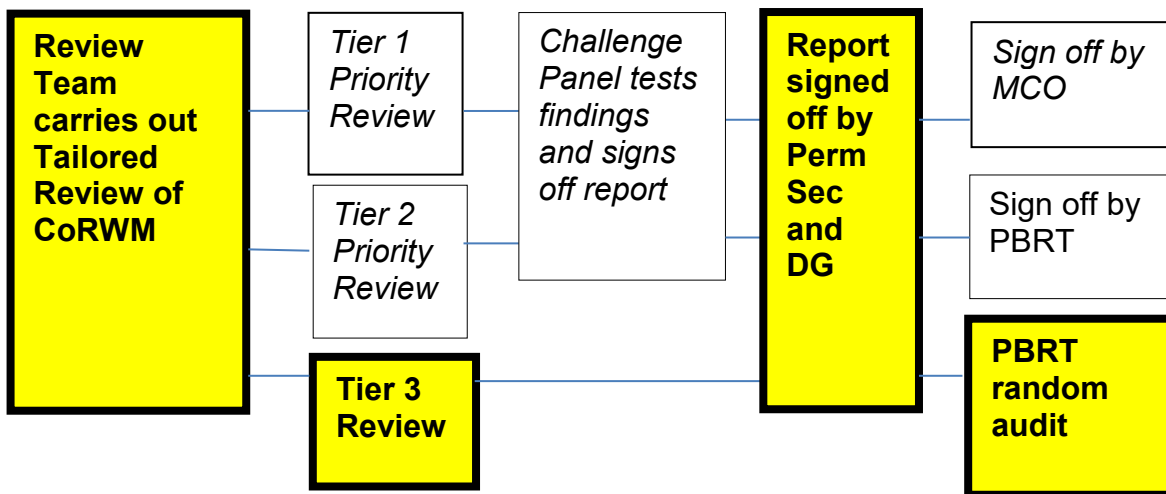 Review
Team
carries out
Tailored
Review of
CoRWM
Tier 1
Priority
Review
Tier 2
Priority
Review
Tier 3
Review
Challenge
Panel tests
findings
and signs
off report
Report
signed
off by
Perm
Sec
and
DG
Sign off by
MCO
Sign off by
PBRT
PBRT
random
audit